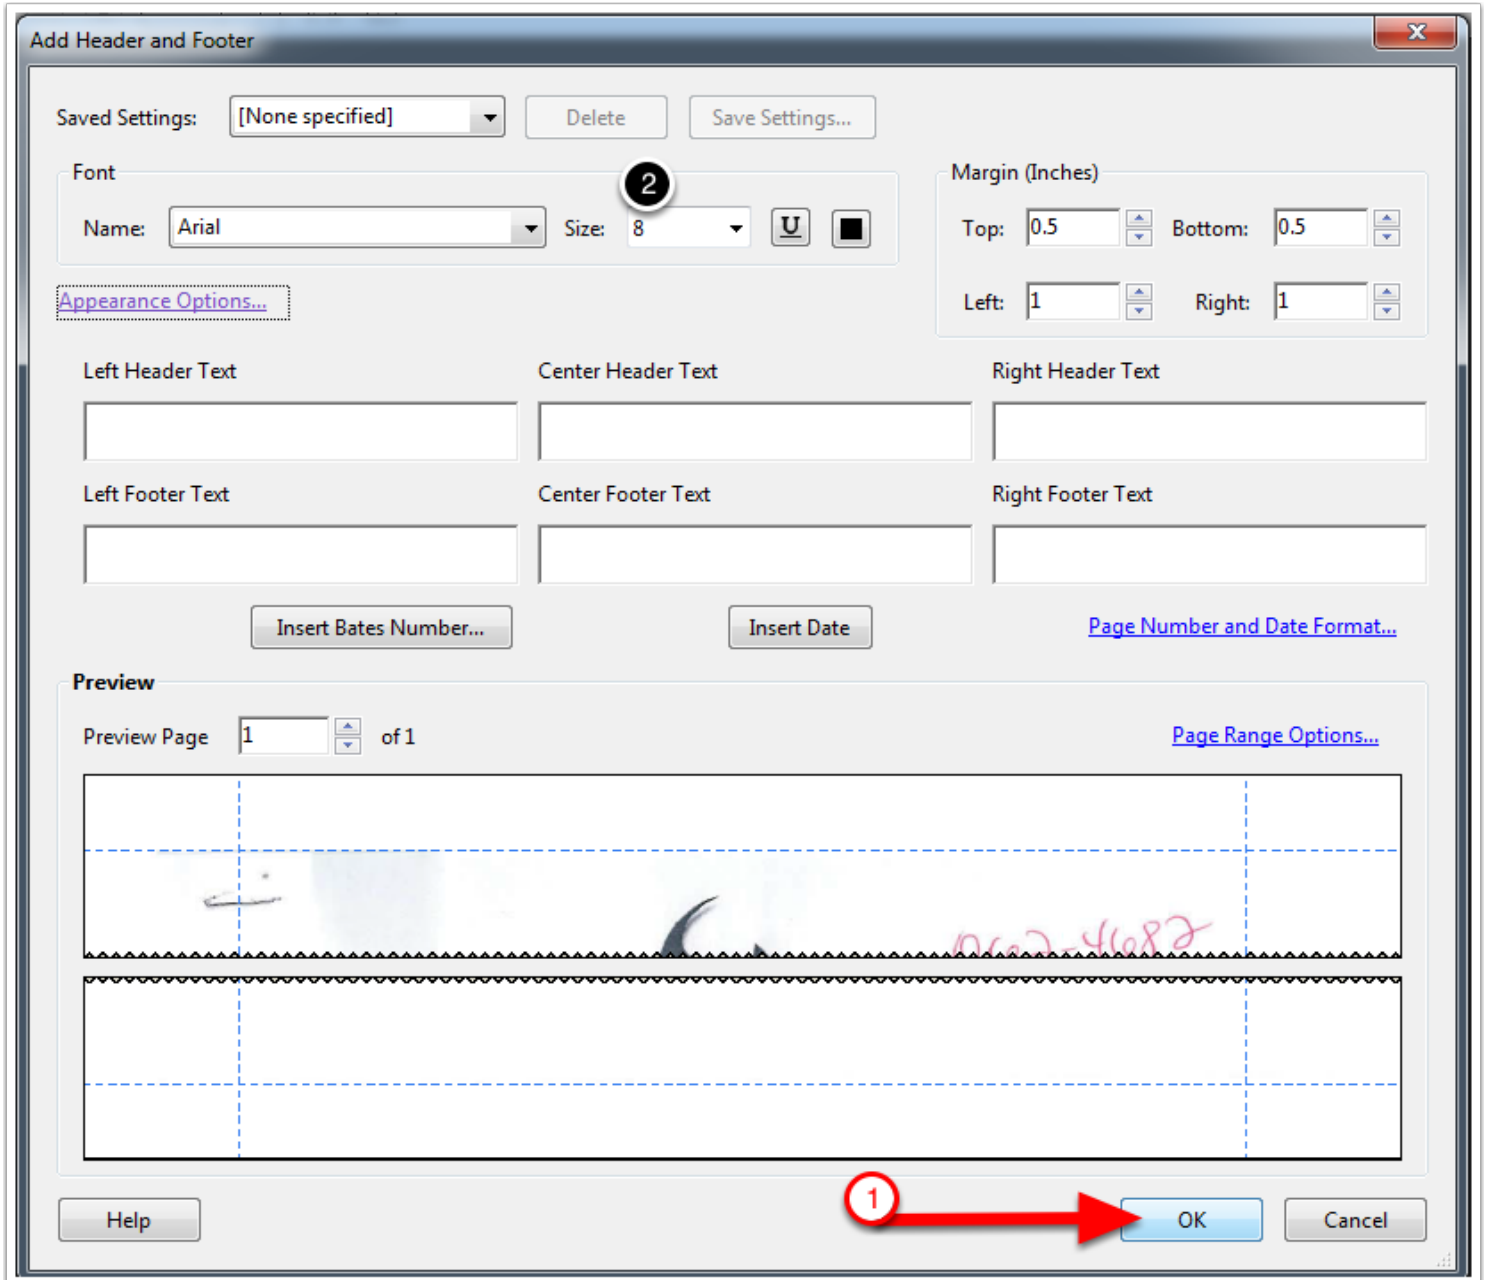 Add Header and Footer
Saved Settings: [None specified] Delete Save Settings...
Font
2
Name: Arial Size: 8 U
Margin (Inches)
Top: 0.5 Bottom: 0.5
Left: 1 Right: 1
Appearance Options...
Left Header Text Center Header Text Right Header Text
Left Footer Text Center Footer Text Right Footer Text
Insert Bates Number... Insert Date Page Number and Date Format...
Preview
Preview Page 1 of 1 Page Range Options...
-4682
1
Help OK Cancel